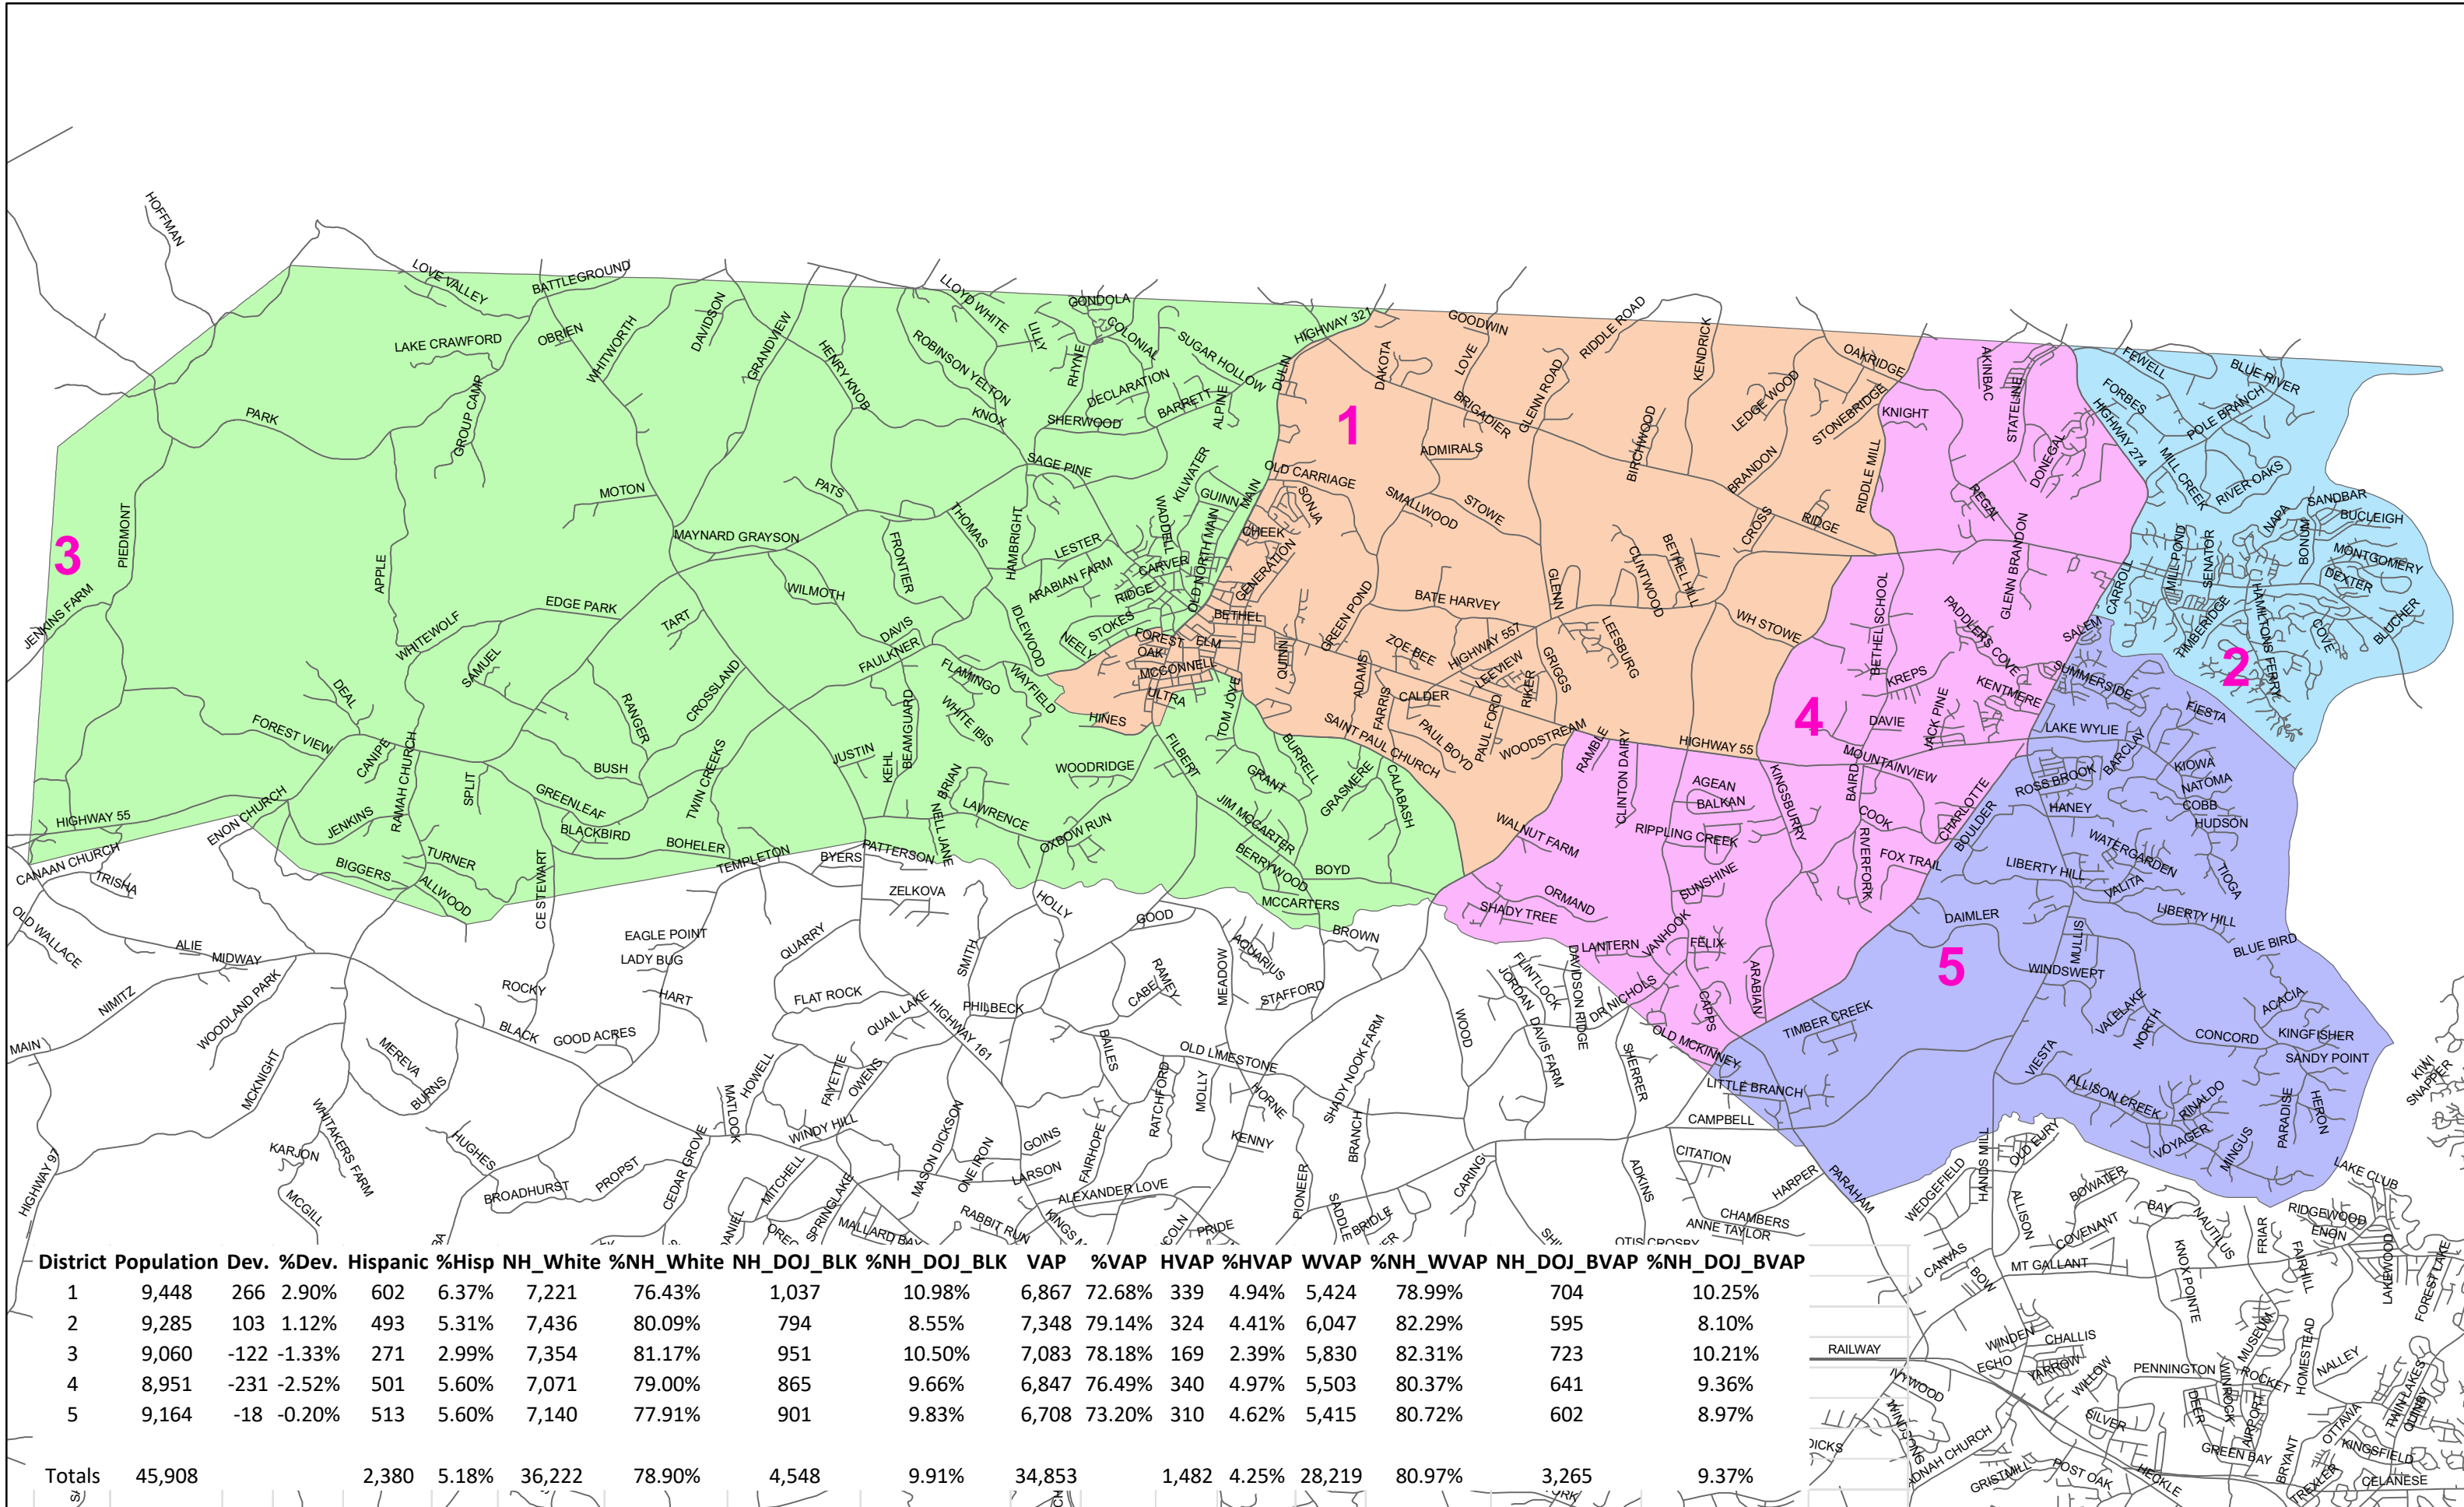 HOFFMAN
LOVE VALLEY
BATTLEGROUND
LAKE CRAWFORD
OBRIEN
WHITWORTH
DAVIDSON
GRANDVIEW
HENRY KNOB
LLOYD WHITE
ROBINSON YELTON
LILLY
GONDOLA
RHYNE
COLONIAL
SUGAR HOLLOW
DECLARATION
BARRETT
ALPINE
KNOX
SHERWOOD
HIGHWAY 321
DULIN
PARK
GROUP CAMP
MOTON
PATS
SAGE PINE
KILWATER
GUINN
MAIN
WADDELL
THOMAS
HAMBRIGHT
LESTER
ARABIAN FARM
CARVER
RIDGE
OLD NORTH MAIN
MAYNARD GRAYSON
FRONTIER
WILMOTH
3
PIEDMONT
JENKINS FARM
APPLE
WHITEWOLF
EDGE PARK
TART
SAMUEL
DAVIS
FAULKNER
IDLEWOOD
FLAMINGO
WAYFIELD
NEELY
STOKES
DEAL
FOREST VIEW
CANIPE
RAMAH CHURCH
RANGER
CROSSLAND
BEAMGUARD
WHITE IBIS
SPLIT
BUSH
TWIN CREEKS
JUSTIN
KEHL
BRIAN
GREENLEAF
BLACKBIRD
BOHELER
NELL JANE
LAWRENCE
WOODRIDGE
FILBERT
OXBOW RUN
HIGHWAY 55
ENON CHURCH
JENKINS
BIGGERS
TURNER
ALLWOOD
CE STEWART
TEMPLETON
BYERS
PATTERSON
TOM JOYE
BURRELL
GRANT
GRASMERE
CALABASH
JIM MCCARTER
BERRYWOOD
BOYD
MCCARTERS
BROWN
1
GOODWIN
RIDDLE ROAD
DAKOTA
LOVE
BRIGADIER
GLENN ROAD
KENDRICK
OAKRIDGE
LEDGE WOOD
STONEBRIDGE
BIRCHWOOD
BRANDON
ADMIRALS
OLD CARRIAGE
SONJA
SMALLWOOD
STOWE
CROSS
RIDGE
RIDDLE MILL
CHEEK
GENERATION
BETHEL
FOREST
ELM
OAK
MCCONNELL
ULTRA
HINES
QUINN
GREEN POND
BATE HARVEY
GLENN
CLINTWOOD
BETHEL HILL
WH STOWE
ZOE BEE
HIGHWAY 557
LEESBURG
ADAMS
FARRIS
CALDER
LEEVIEW
RIKER
GRIGGS
SAINT PAUL CHURCH
PAUL BOYD
PAUL FORD
WOODSTREAM
HIGHWAY 55
4
AKINBAC
STATELINE
KNIGHT
DONEGAL
REGAL
GLENN BRANDON
BETHEL SCHOOL
PADDLERS COVE
KREPS
KENTMERE
DAVIE
JACK PINE
MOUNTAINVIEW
RAMBLE
CLINTON DAIRY
AGEAN
BALKAN
KINGSBURRY
BAIRD
COOK
CHARLOTTE
WALNUT FARM
RIPPLING CREEK
SUNSHINE
RIVERFORK
FOX TRAIL
ORMAND
SHADY TREE
LANTERN
VANHOOK
FELIX
ARABIAN
CAPPS
OLD MCKINNEY
2
FEWELL
BLUE RIVER
FORBES
HIGHWAY 274
POLE BRANCH
MILL CREEK
RIVER OAKS
SANDBAR
BUCLEIGH
NAPA
BONUM
MONTGOMERY
DEXTER
MILL POND
SENATOR
CARROLL
TIMBERIDGE
HAMILTONS FERRY
COVE
BLUCHER
5
SALEM
SUMMERSIDE
FIESTA
LAKE WYLIE
BARCLAY
ROSS BROOK
KIOWA
NATOMA
HANEY
COBB
HUDSON
BOULDER
WATERGARDEN
LIBERTY HILL
VALITA
TIOGA
LIBERTY HILL
DAIMLER
MULLIS
BLUE BIRD
WINDSWEPT
VALELAKE
NORTH
ACACIA
CONCORD
KINGFISHER
SANDY POINT
TIMBER CREEK
VIESTA
ALLISON CREEK
RINALDO
PARADISE
HERON
VOYAGER
MINGUS
LITTLE BRANCH
CANAAN CHURCH
TRISHA
OLD WALLACE
ALIE
MIDWAY
NIMITZ
WOODLAND PARK
MAIN
MCKNIGHT
MEREVA
BURNS
WHITAKERS FARM
KARJON
MCGILL
HIGHWAY 97
HUGHES
BROADHURST
PROPST
CEDAR GROVE
EAGLE POINT
LADY BUG
ROCKY
HART
BLACK
GOOD ACRES
ZELKOVA
QUARRY
FLAT ROCK
QUAIL LAKE
HIGHWAY 161
SMITH
PHILBECK
HOLLY
GOOD
HOWELL
MATLOCK
FAYETTE
OWENS
WINDY HILL
MITCHELL
SPRINGLAKE
MASON DICKSON
ONE IRON
MALLARD BAY
RABBIT RUN
GOINS
LARSON
FAIRHOPE
ALEXANDER LOVE
BAILES
RATCHFORD
MOLLY
OLD LIMESTONE
HORNE
KENNY
MEADOW
AQUARIUS
STAFFORD
CABE
RAMEY
SHADY NOOK FARM
BRANCH
PIONEER
PRIDE
SADDLE
BRIDLE
CARING
WOOD
JORDAN
FLINTLOCK
DAVIS FARM
DAVIDSON RIDGE
DR NICHOLS
SHERRER
CAMPBELL
CITATION
ADKINS
HARPER
CHAMBERS
ANNE TAYLOR
OTIS CROSBY
PARAHAM
KIWI
SNAPPER
WEDGEFIELD
HANDS MILL
OLD EURY
ALLISON
BOWATER
COVENANT
BAY
NAUTILUS
FRIAR
LAKE CLUB
RIDGEWOOD
ENON
FAIRHILL
LAKEWOOD
FOREST LAKE
CANVAS
BOW
MT GALLANT
KNOX POINTE
MUSEUM
HOMESTEAD
NALLEY
WINDEN
CHALLIS
ECHO
YARROW
WILLOW
PENNINGTON
WINROCK
ROCKET
DEER
AIRPORT
TWIN LAKES
QUINBY
RAILWAY
IVYWOOD
WINDSONG
SILVER
GREEN BAY
OTTAWA
KINGSFIELD
BRYANT
TREXLER
CELANESE
ADNAH CHURCH
GRISTMILL
POST OAK
HECKLE
District Population Dev. %Dev. Hispanic %Hisp NH_White %NH_White NH_DOJ_BLK %NH_DOJ_BLK VAP %VAP HVAP %HVAP WVAP %NH_WVAP NH_DOJ_BVAP %NH_DOJ_BVAP
1 9,448 266 2.90% 602 6.37% 7,221 76.43% 1,037 10.98% 6,867 72.68% 339 4.94% 5,424 78.99% 704 10.25%
2 9,285 103 1.12% 493 5.31% 7,436 80.09% 794 8.55% 7,348 79.14% 324 4.41% 6,047 82.29% 595 8.10%
3 9,060 -122 -1.33% 271 2.99% 7,354 81.17% 951 10.50% 7,083 78.18% 169 2.39% 5,830 82.31% 723 10.21%
4 8,951 -231 -2.52% 501 5.60% 7,071 79.00% 865 9.66% 6,847 76.49% 340 4.97% 5,503 80.37% 641 9.36%
5 9,164 -18 -0.20% 513 5.60% 7,140 77.91% 901 9.83% 6,708 73.20% 310 4.62% 5,415 80.72% 602 8.97%
Totals 45,908 2,380 5.18% 36,222 78.90% 4,548 9.91% 34,853 1,482 4.25% 28,219 80.97% 3,265 9.37%